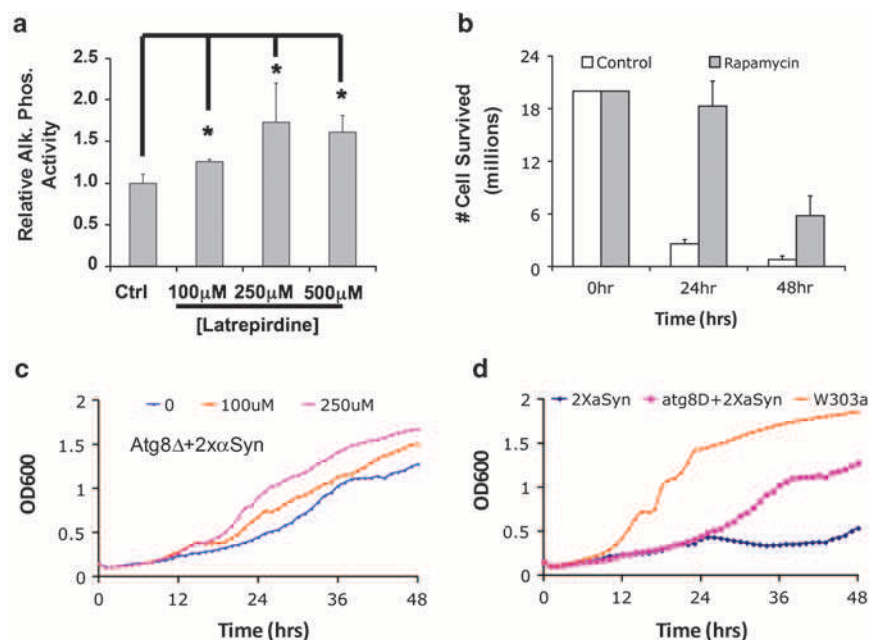 a
Relative Alk. Phos.
Activity
2.5
2.0
1.5
1.0
0.5
0
*
*
*
Ctrl 100μM 250μM 500μM
[Latrepirdine]
b
# Cell Survived
(millions)
24
18
12
6
0
Control Rapamycin
0hr 24hr 48hr
Time (hrs)
c
OD600
2
1.5
1
0.5
0
0 100uM 250uM
Atg8Δ+2xαSyn
0 12 24 36 48
Time (hrs)
d
OD600
2
1.5
1
0.5
0
2XaSyn atg8D+2XaSyn W303a
0 12 24 36 48
Time (hrs)